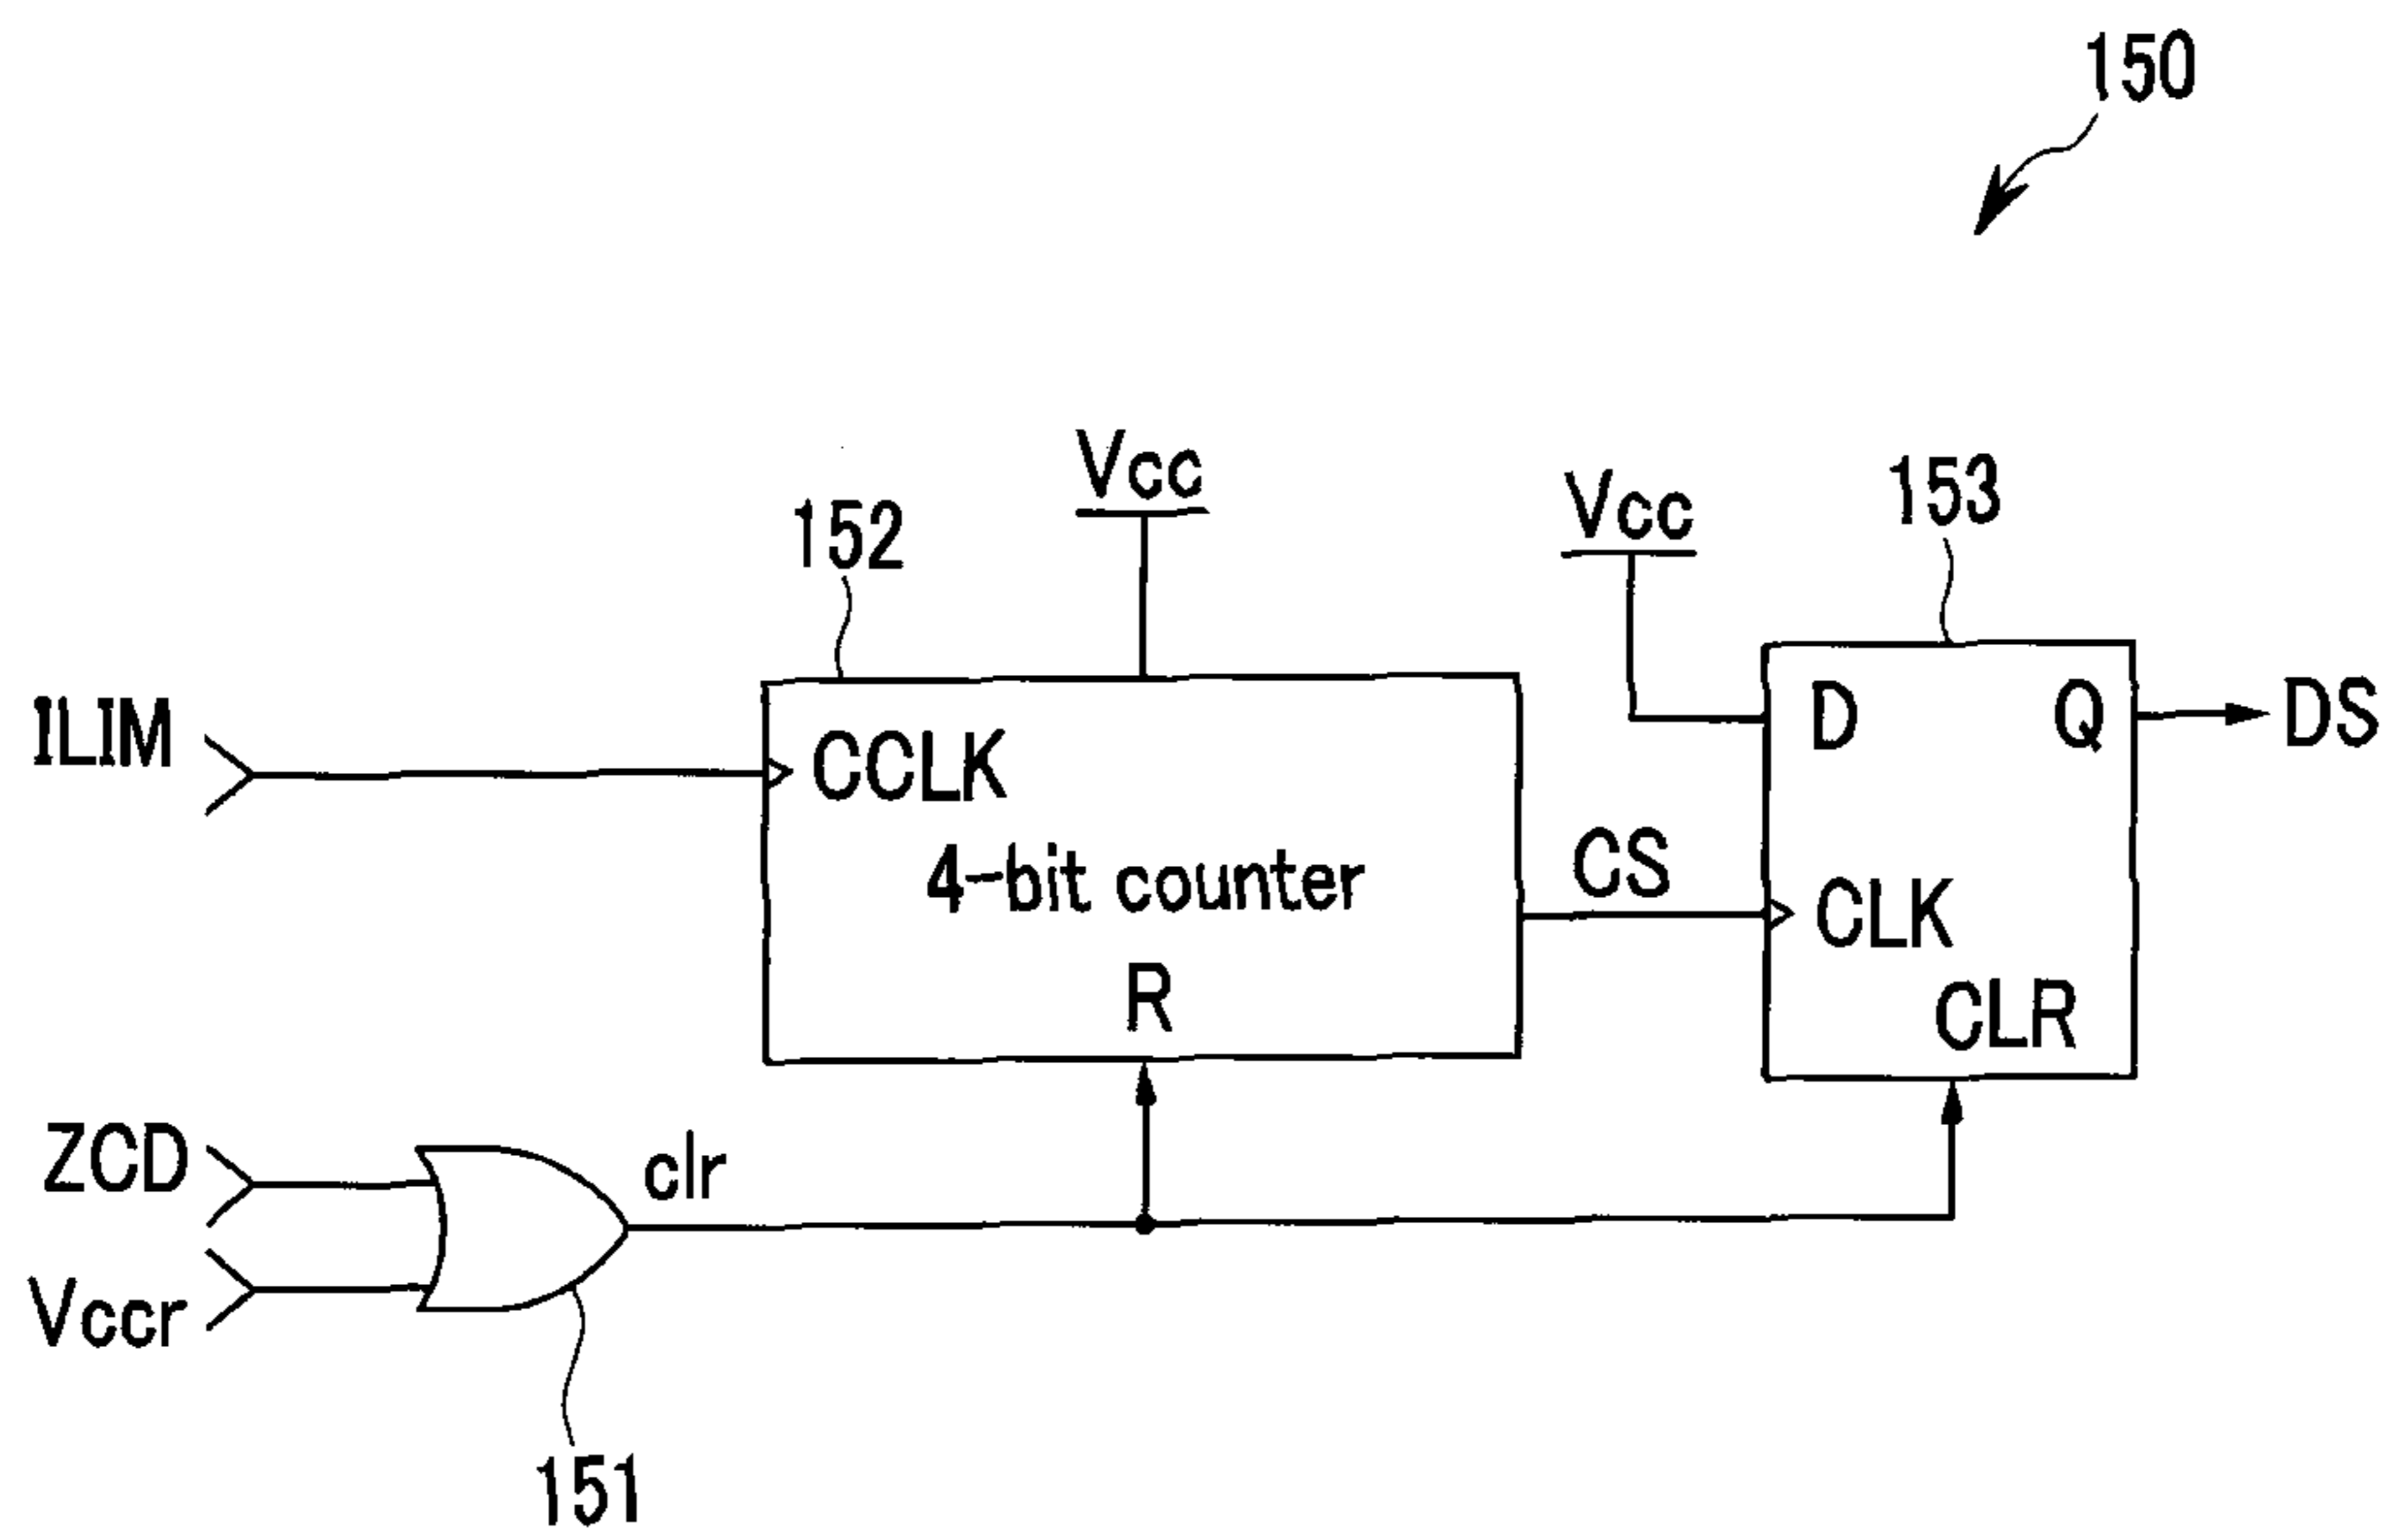 150
Vcc
152
Vcc
153
ILIM
CCLK
4-bit counter
R
CS
D
Q
DS
CLK
CLR
ZCD
Vccr
clr
151